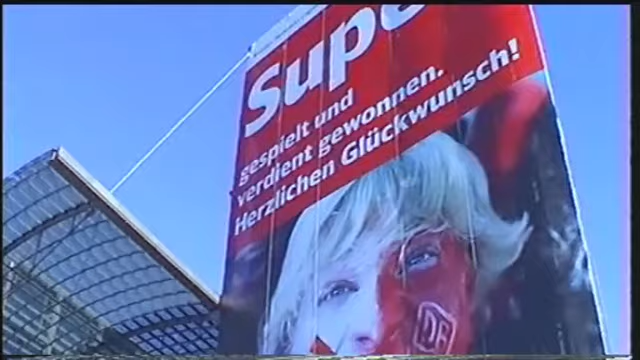 Supe
gespielt und
verdient gewonnen.
Herzlichen Glückwunsch!
DB